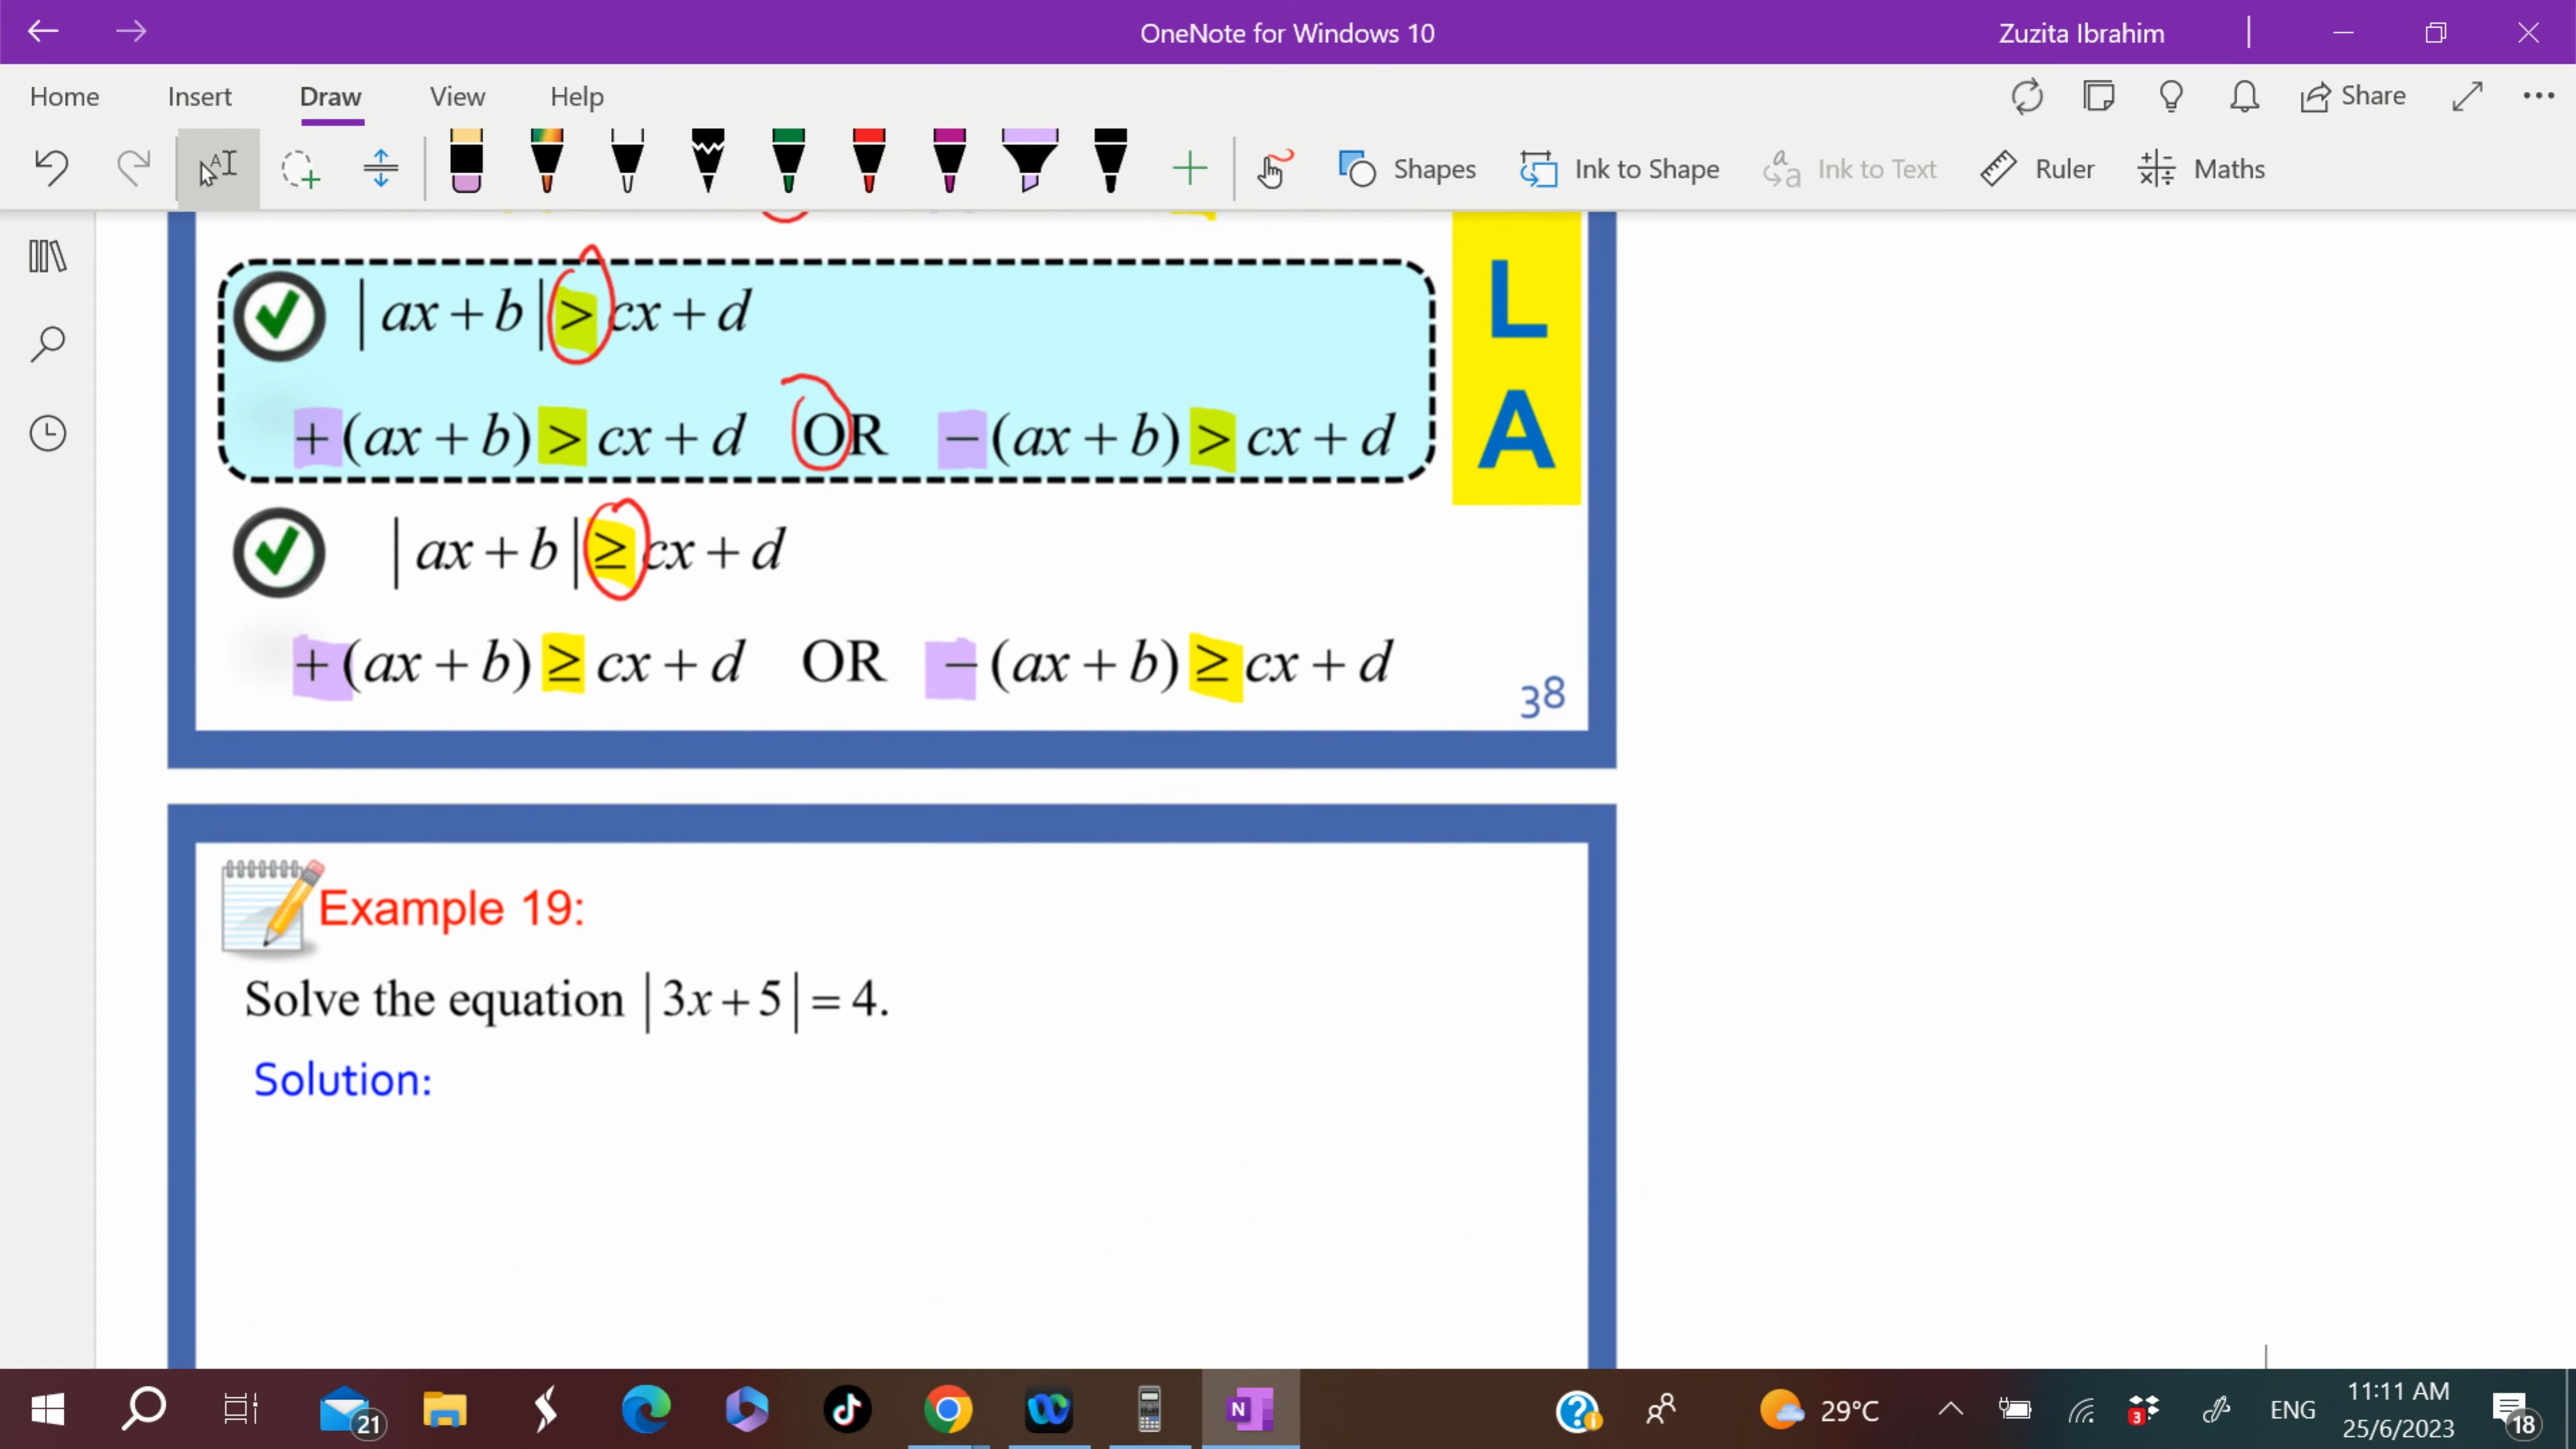 OneNote for Windows 10
Zuzita Ibrahim
Home Insert Draw View Help
Share
Shapes Ink to Shape Ink to Text Ruler Maths
|ax + b| > cx + d
+(ax + b) > cx + d OR −(ax + b) > cx + d
L
A
|ax + b| ≥ cx + d
+(ax + b) ≥ cx + d OR −(ax + b) ≥ cx + d
38
Example 19:
Solve the equation |3x + 5| = 4.
Solution:
21
N
29°C
3
ENG
11:11 AM
25/6/2023
18